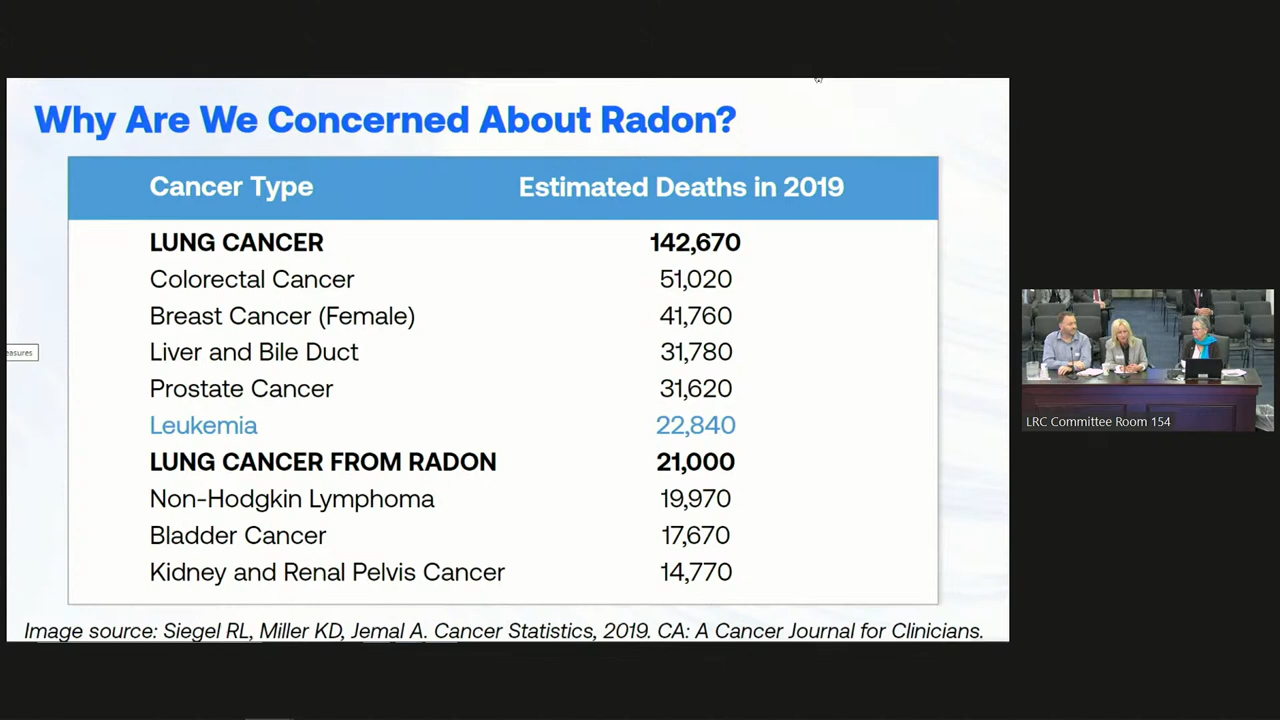 Why Are We Concerned About Radon?
Cancer Type Estimated Deaths in 2019
LUNG CANCER 142,670
Colorectal Cancer 51,020
Breast Cancer (Female) 41,760
Liver and Bile Duct 31,780
Prostate Cancer 31,620
Leukemia 22,840
LUNG CANCER FROM RADON 21,000
Non-Hodgkin Lymphoma 19,970
Bladder Cancer 17,670
Kidney and Renal Pelvis Cancer 14,770
Image source: Siegel RL, Miller KD, Jemal A. Cancer Statistics, 2019. CA: A Cancer Journal for Clinicians.
easures
LRC Committee Room 154